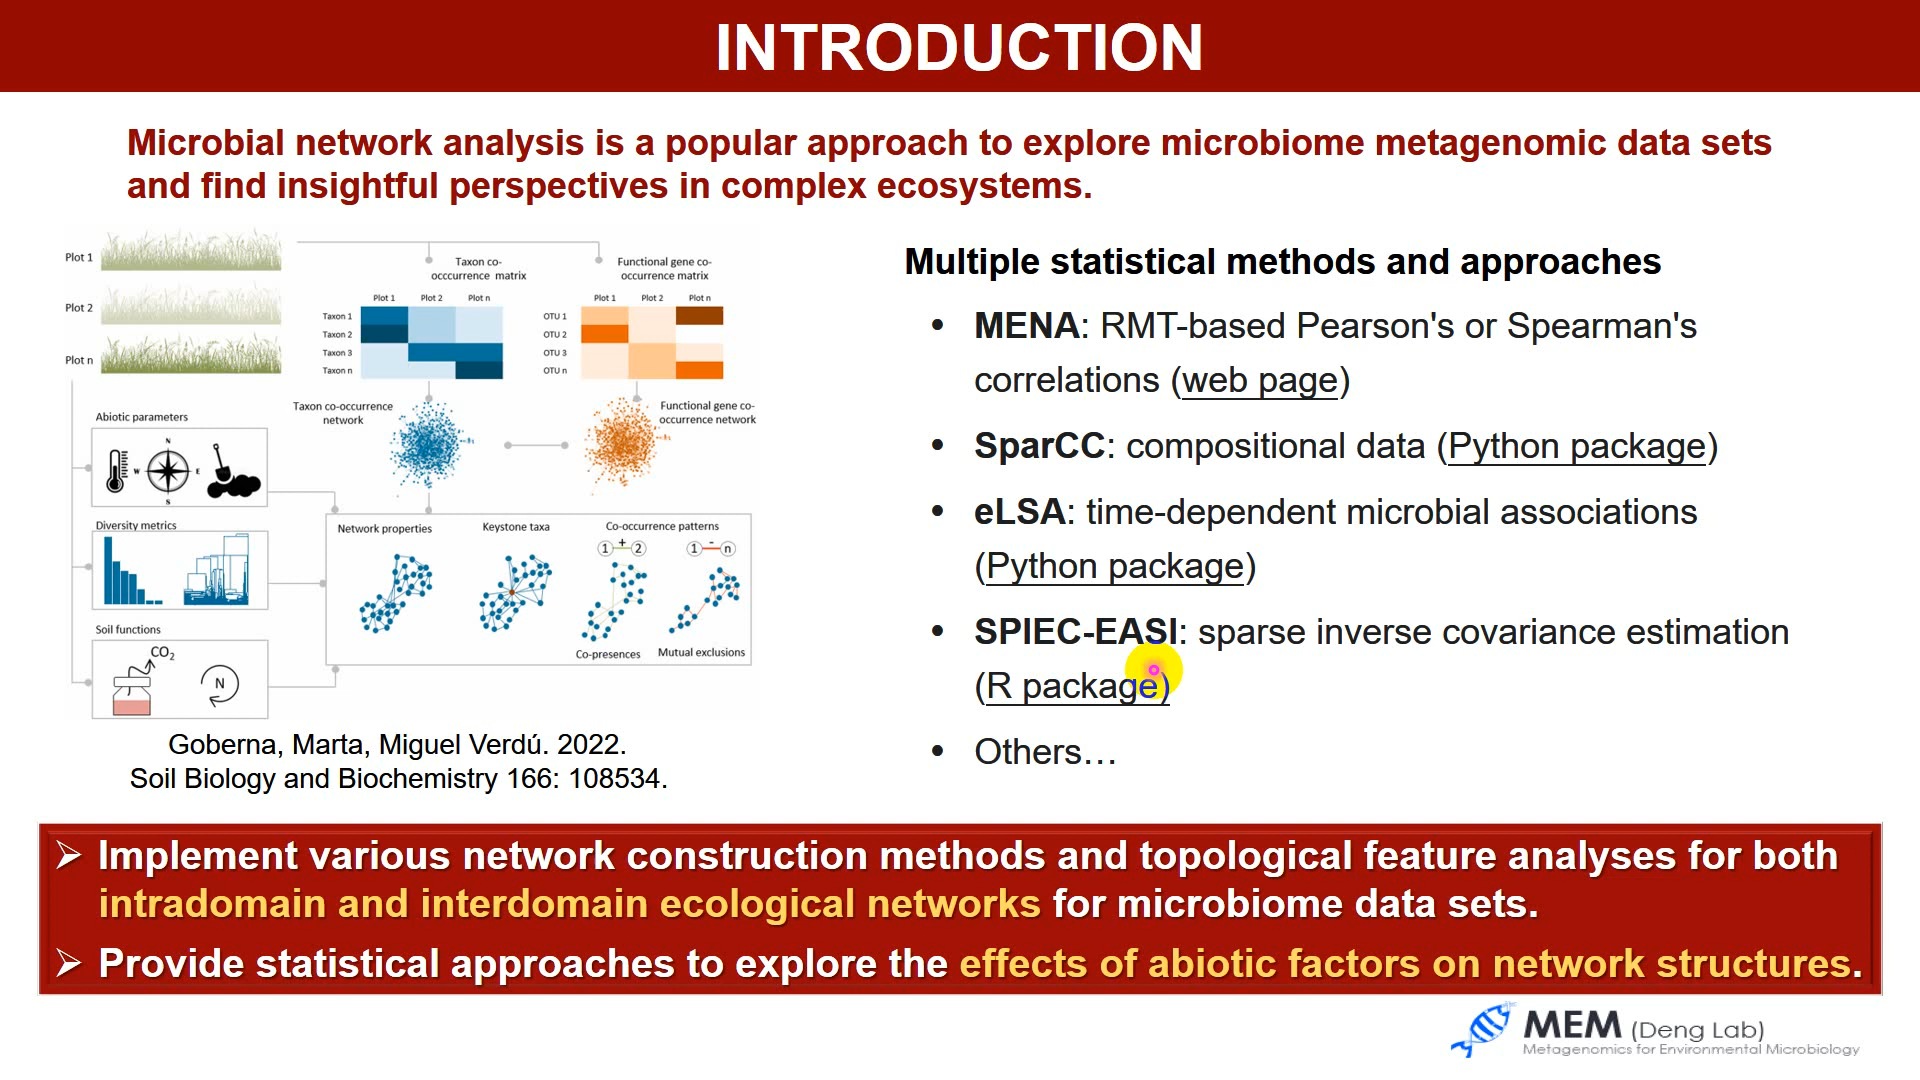 INTRODUCTION
Microbial network analysis is a popular approach to explore microbiome metagenomic data sets
and find insightful perspectives in complex ecosystems.
Plot 1
Plot 2
Plot n
Taxon co-
occcurrence matrix
Functional gene co-
occurrence matrix
Plot 1 Plot 2 Plot n
Plot 1 Plot 2 Plot n
Taxon 1
Taxon 2
Taxon 3
Taxon n
OTU 1
OTU 2
OTU 3
OTU n
Taxon co-occurrence
network
Functional gene co-
occurrence network
Abiotic parameters
N
W E
S
Diversity metrics
Soil functions
CO2
N
Network properties
Keystone taxa
Co-occurrence patterns
1 + 2
1 - n
Co-presences
Mutual exclusions
Goberna, Marta, Miguel Verdú. 2022.
Soil Biology and Biochemistry 166: 108534.
Multiple statistical methods and approaches
• MENA: RMT-based Pearson's or Spearman's
correlations (web page)
• SparCC: compositional data (Python package)
• eLSA: time-dependent microbial associations
(Python package)
• SPIEC-EASI: sparse inverse covariance estimation
(R package)
• Others…
➢ Implement various network construction methods and topological feature analyses for both
intradomain and interdomain ecological networks for microbiome data sets.
➢ Provide statistical approaches to explore the effects of abiotic factors on network structures.
MEM (Deng Lab)
Metagenomics for Environmental Microbiology